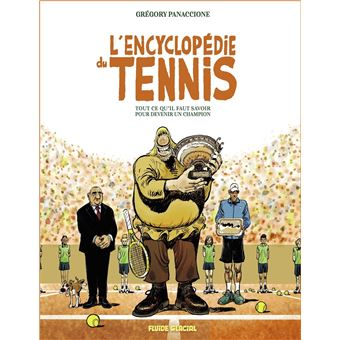 GRÉGORY PANACCIONE
L'ENCYCLOPÉDIE
du TENNIS
TOUT CE QU'IL FAUT SAVOIR
POUR DEVENIR UN CHAMPION
FLUIDE GLACIAL